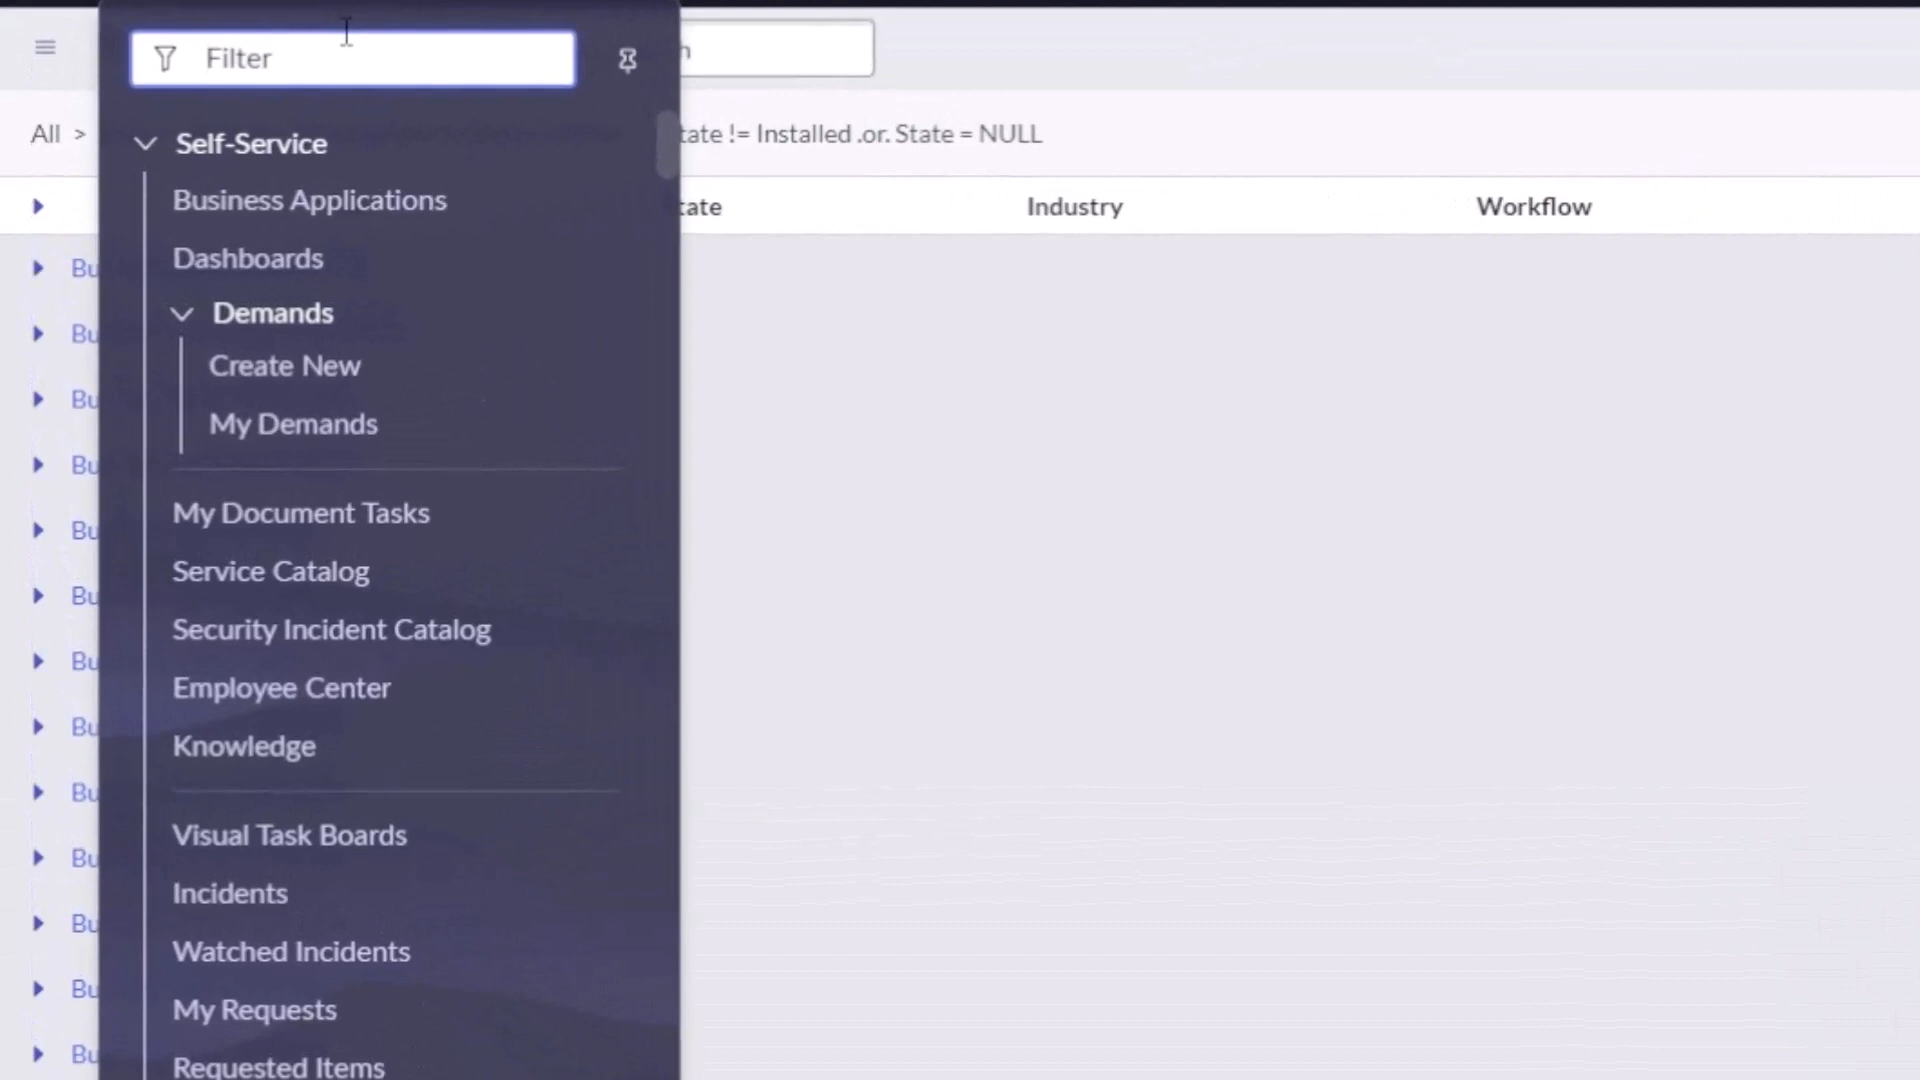 Filter
All >
tate != Installed .or. State = NULL
Self-Service
tate Industry Workflow
Business Applications
Dashboards
Bu
Demands
Bu
Create New
Bu
My Demands
Bu
My Document Tasks
Bu
Service Catalog
Bu
Security Incident Catalog
Bu
Employee Center
Bu
Knowledge
Bu
Visual Task Boards
Bu
Incidents
Bu
Watched Incidents
Bu
My Requests
Bu
Requested Items